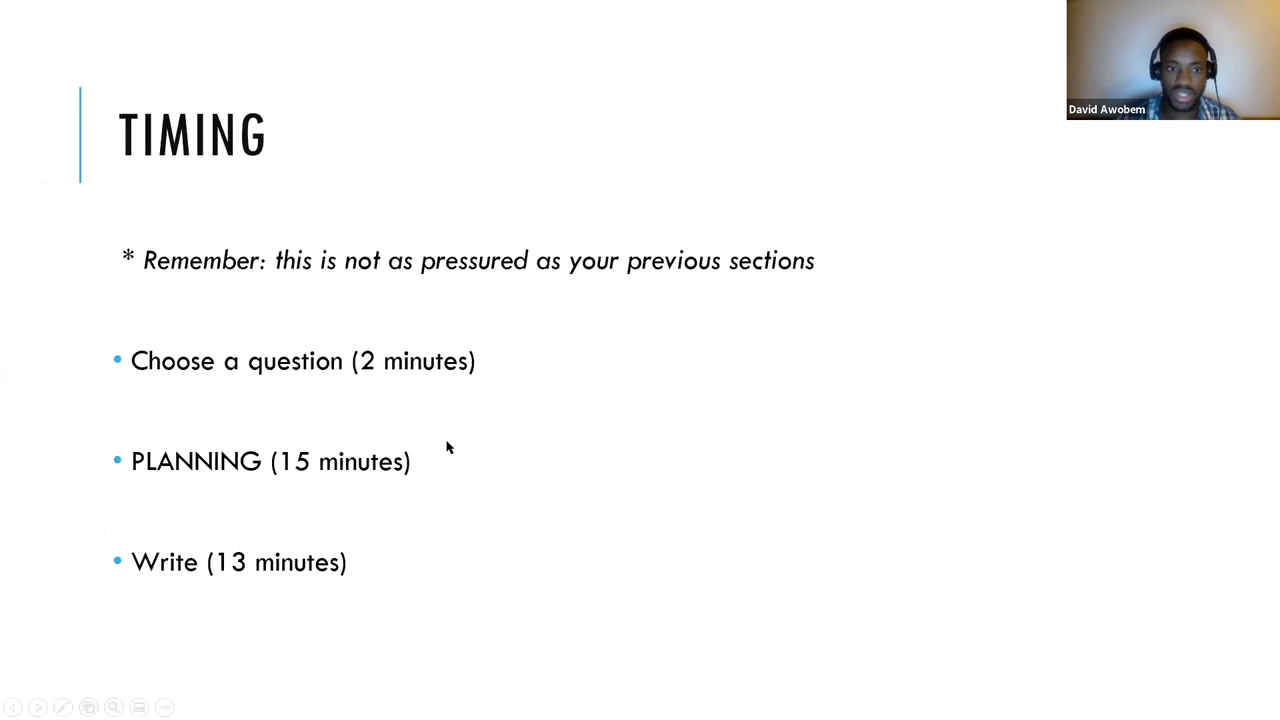 David Awobem
TIMING
* Remember: this is not as pressured as your previous sections
• Choose a question (2 minutes)
• PLANNING (15 minutes)
• Write (13 minutes)